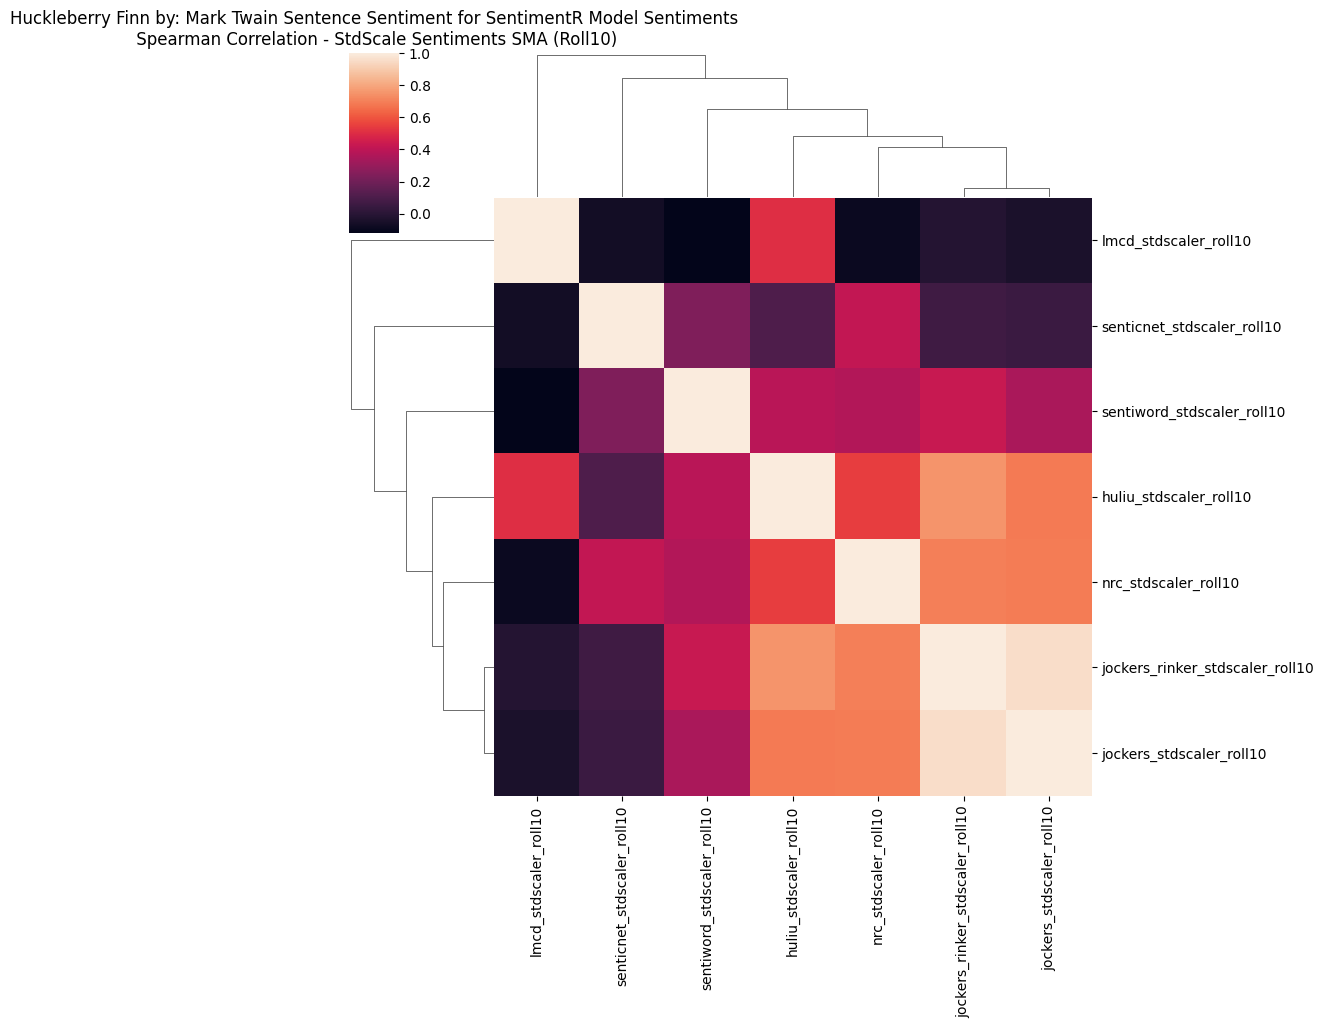 Huckleberry Finn by: Mark Twain Sentence Sentiment for SentimentR Model Sentiments
Spearman Correlation - StdScale Sentiments SMA (Roll10)
1.0
0.8
0.6
0.4
0.2
0.0
lmcd_stdscaler_roll10
senticnet_stdscaler_roll10
sentiword_stdscaler_roll10
huliu_stdscaler_roll10
nrc_stdscaler_roll10
jockers_rinker_stdscaler_roll10
jockers_stdscaler_roll10
lmcd_stdscaler_roll10
senticnet_stdscaler_roll10
sentiword_stdscaler_roll10
huliu_stdscaler_roll10
nrc_stdscaler_roll10
jockers_rinker_stdscaler_roll10
jockers_stdscaler_roll10